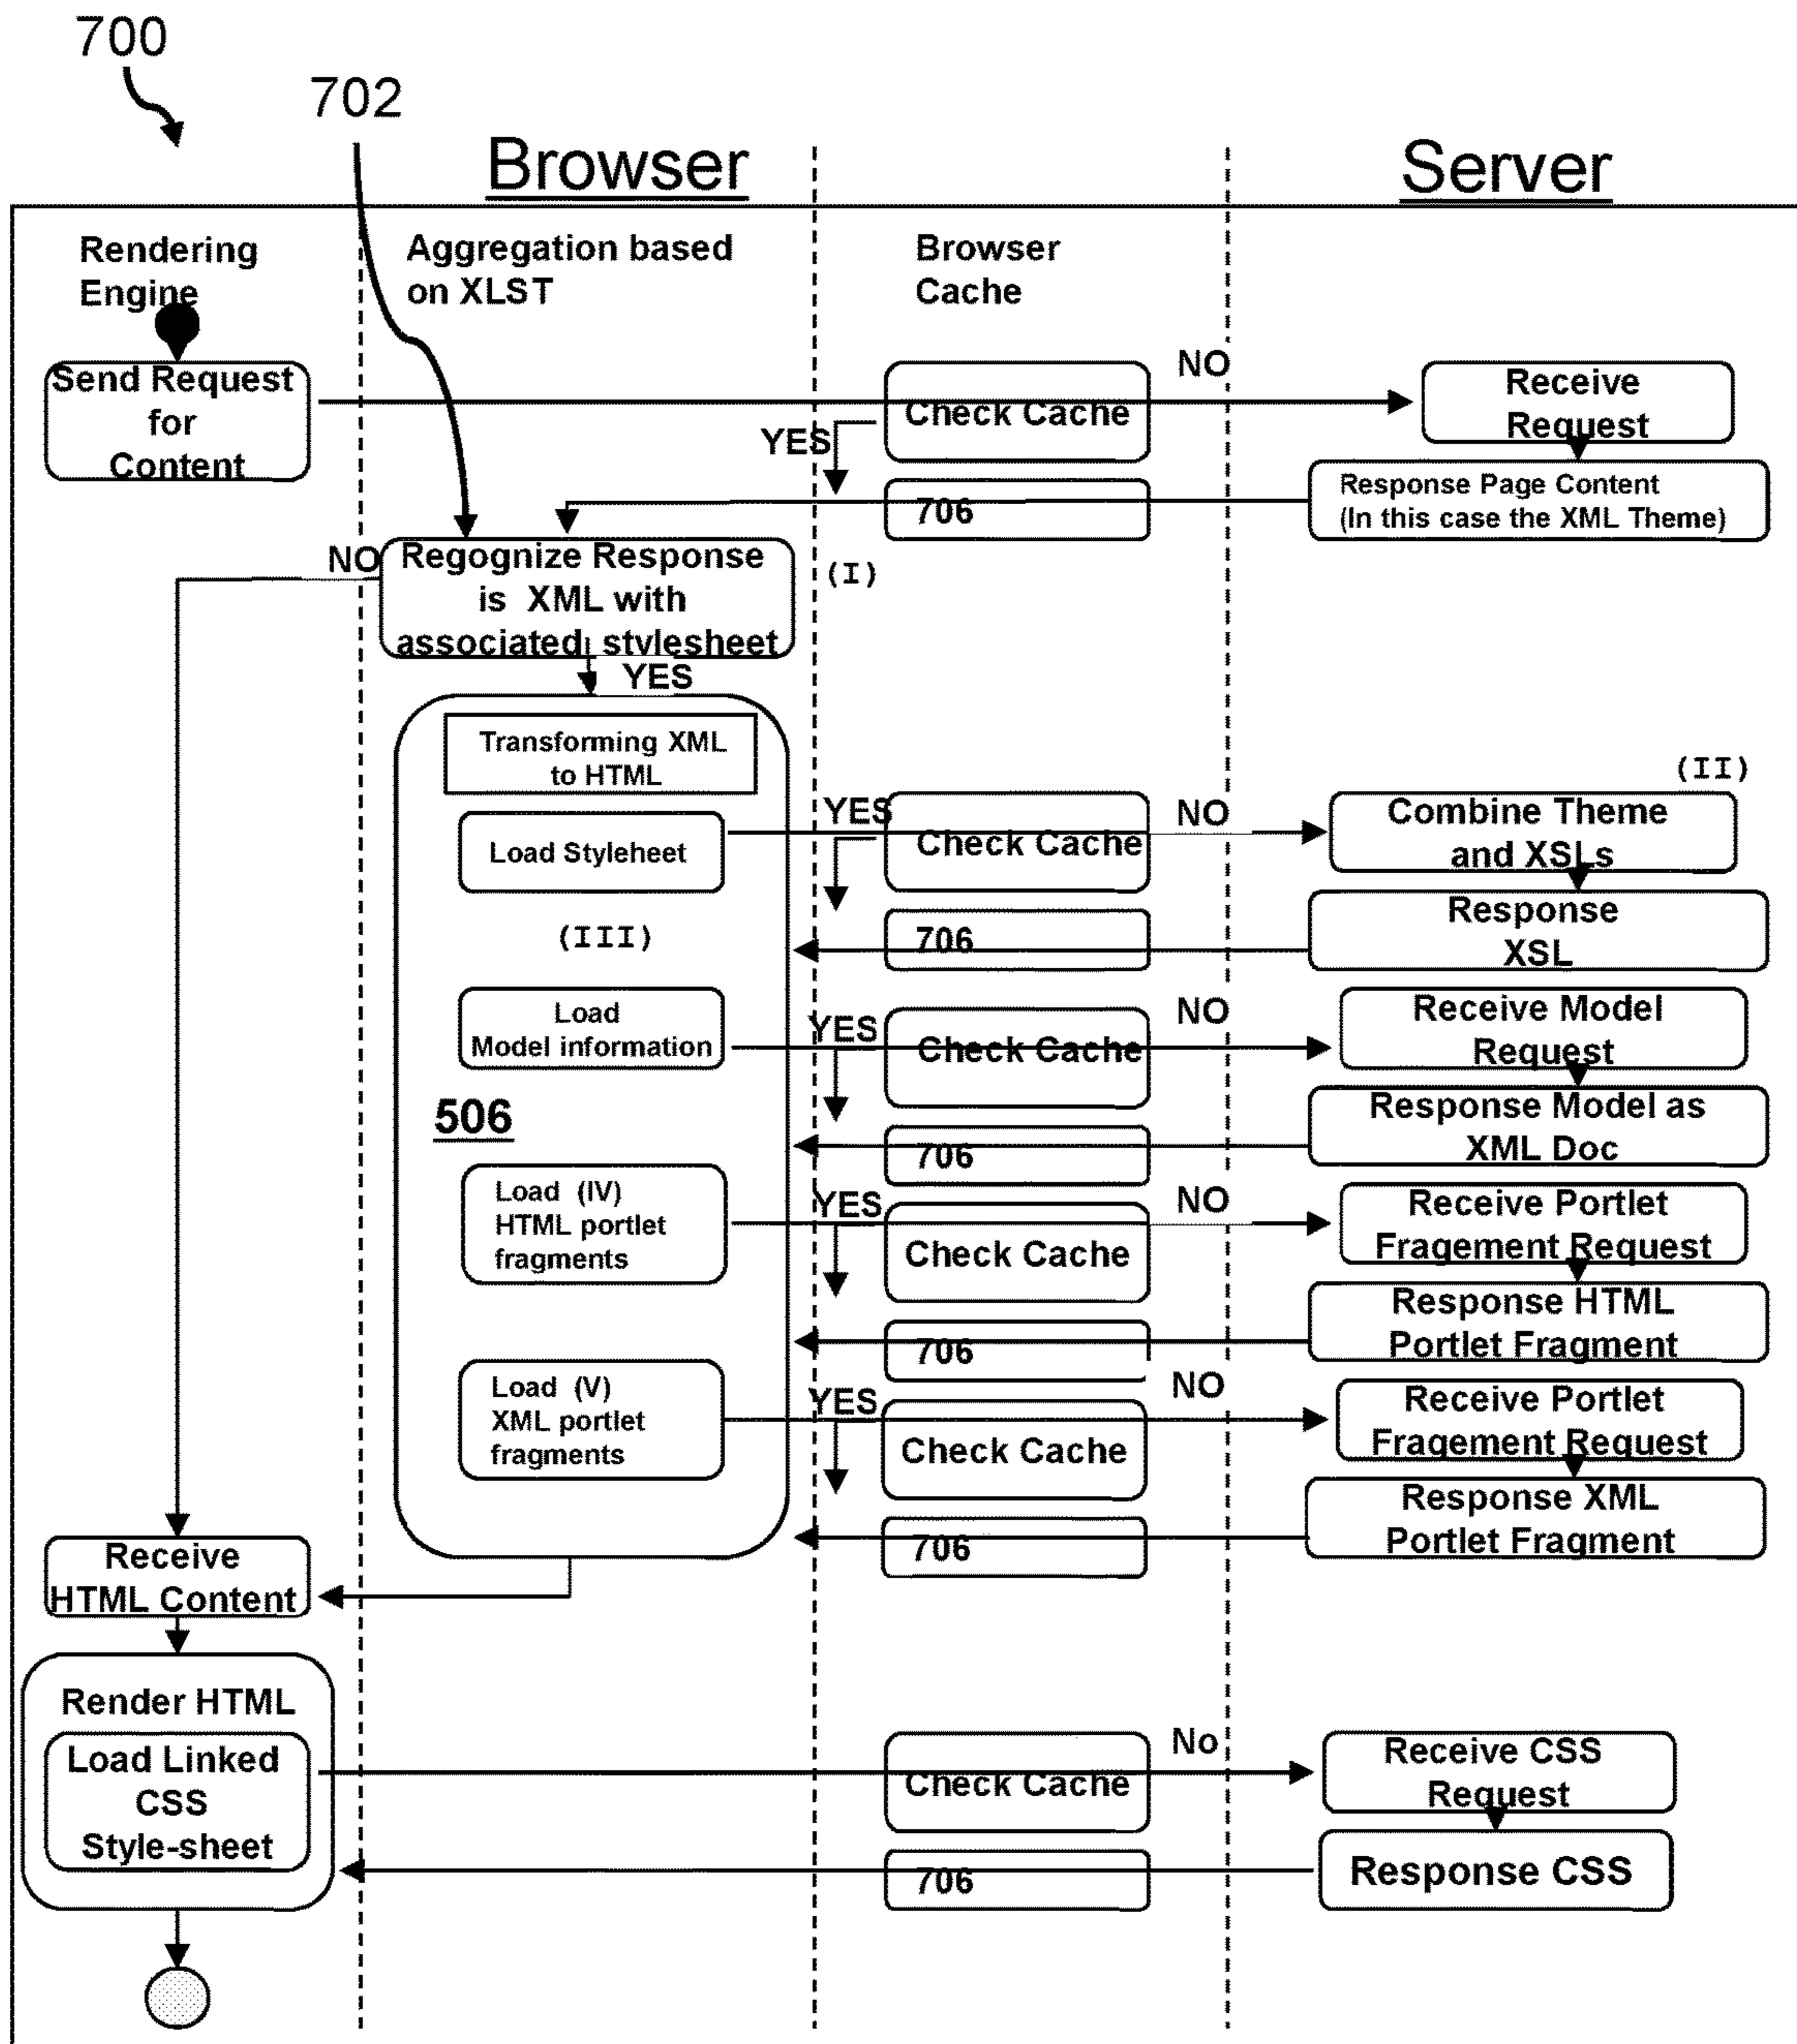 700
702
Browser
Server
Rendering
Engine
Aggregation based
on XLST
Browser
Cache
Send Request
for
Content
Check Cache
NO
YES
Receive
Request
706
Response Page Content
(In this case the XML Theme)
NO
Regognize Response
is XML with
associated stylesheet
(I)
YES
Transforming XML
to HTML
(II)
Load Styleheet
YES
Check Cache
NO
Combine Theme
and XSLs
(III)
706
Response
XSL
Load
Model information
YES
Check Cache
NO
Receive Model
Request
506
706
Response Model as
XML Doc
Load (IV)
HTML portlet
fragments
YES
Check Cache
NO
Receive Portlet
Fragement Request
706
Response HTML
Portlet Fragment
Load (V)
XML portlet
fragments
YES
Check Cache
NO
Receive Portlet
Fragement Request
706
Response XML
Portlet Fragment
Receive
HTML Content
Render HTML
Load Linked
CSS
Style-sheet
Check Cache
No
Receive CSS
Request
706
Response CSS